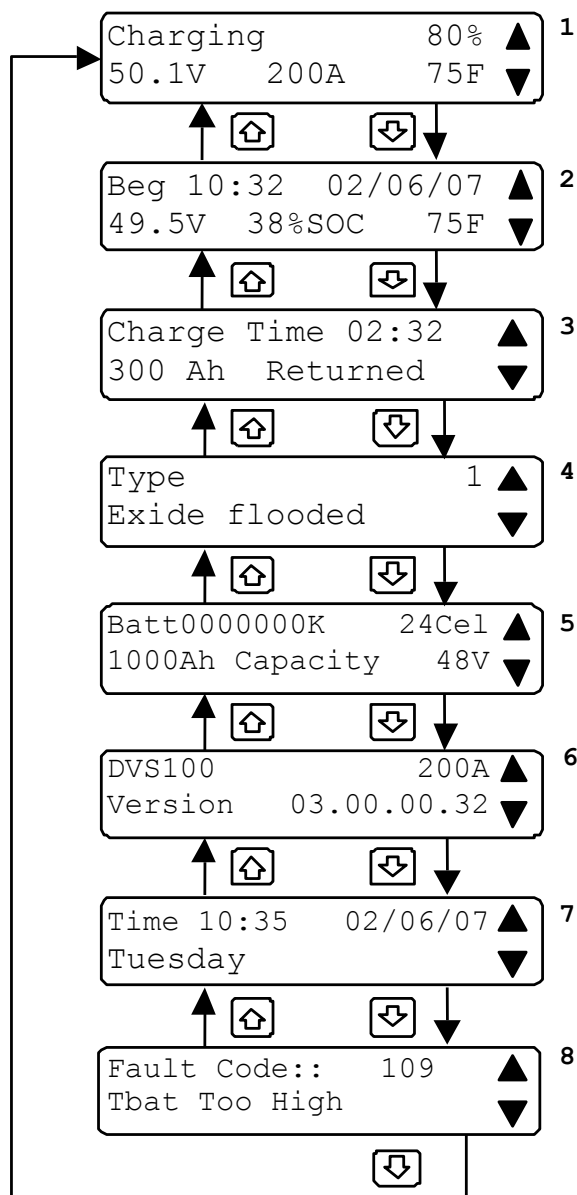 Charging 80% 1
50.1V 200A 75F
Beg 10:32 02/06/07 2
49.5V 38%SOC 75F
Charge Time 02:32 3
300 Ah Returned
Type 1 4
Exide flooded
Batt0000000K 24Cel 5
1000Ah Capacity 48V
DVS100 200A 6
Version 03.00.00.32
Time 10:35 02/06/07 7
Tuesday
Fault Code:: 109 8
Tbat Too High